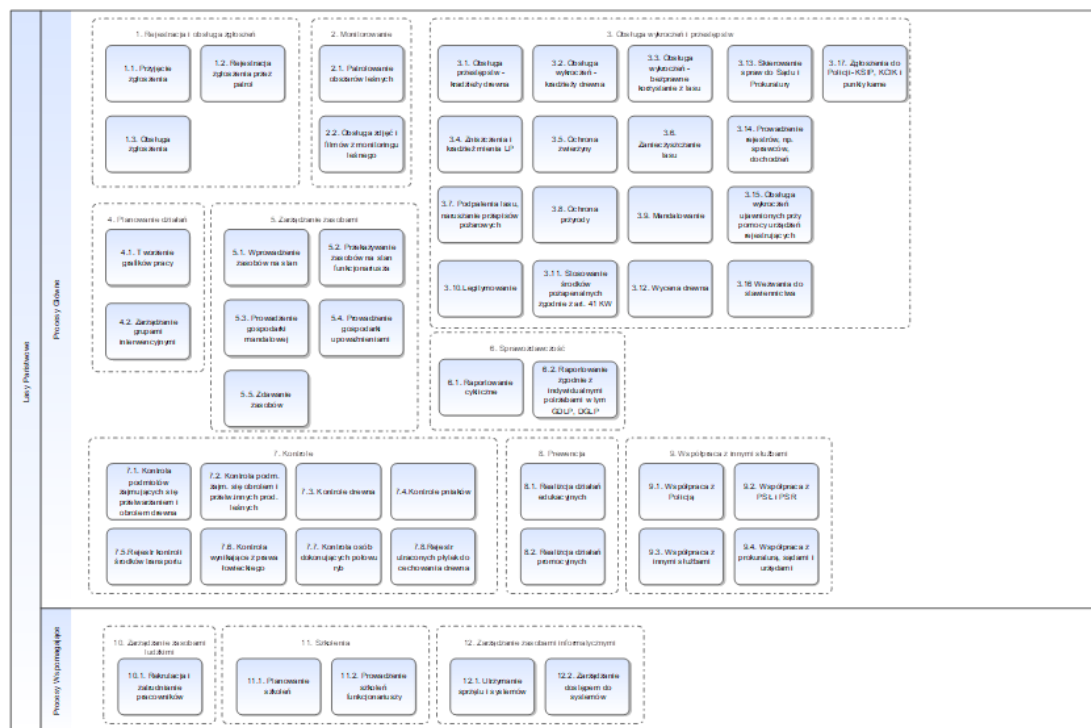 Lasy Państwowe
Procesy Główne
1. Rejestracja i obsługa zgłoszeń
1.1. Przyjęcie
zgłoszenia
1.2. Rejestracja
zgłoszenia przez
patrol
1.3. Obsługa
zgłoszenia
2. Monitorowanie
2.1. Patrolowanie
obszarów leśnych
2.2. Obsługa zdjęć i
filmów z monitoringu
leśnego
3. Obsługa wykroczeń i przestępstw
3.1. Obsługa
przestępstw -
kradzieży drewna
3.2. Obsługa
wykroczeń -
kradzieży drewna
3.3. Obsługa
wykroczeń -
bezprawne
korzystanie z lasu
3.13. Skierowanie
spraw do Sądu i
Prokuratury
3.17. Zgłoszenia do
Policji - KSIP, KCIK i
punkty karne
3.4. Zniszczenia i
kradzież mienia LP
3.5. Ochrona
zwierzyny
3.6.
Zanieczyszczanie
lasu
3.14. Prowadzenie
rejestrów, np.
sprawców,
dochodzeń
3.7. Podpalenia lasu,
naruszanie przepisów
pożarowych
3.8. Ochrona
przyrody
3.9. Mandatowanie
3.15. Obsługa
wykroczeń
ujawnionych przy
pomocy urządzeń
rejestrujących
3.10.Legitymowanie
3.11. Stosowanie
środków
pozapenalnych
zgodnie z art. 41 KW
3.12. Wycena drewna
3.16 Wezwania do
stawiennictwa
4. Planowanie działań
4.1. Tworzenie
grafików pracy
4.2. Zarządzanie
grupami
interwencyjnymi
5. Zarządzanie zasobami
5.1. Wprowadzenie
zasobów na stan
5.2. Przekazywanie
zasobów na stan
funkcjonariusza
5.3. Prowadzenie
gospodarki
mandatowej
5.4. Prowadzenie
gospodarki
upoważnieniami
5.5. Zdawanie
zasobów
6. Sprawozdawczość
6.1. Raportowanie
cykliczne
6.2. Raportowanie
zgodnie z
indywidualnymi
potrzebami w tym
GDLP, DGLP
7. Kontrole
7.1. Kontrola
podmiotów
zajmujących się
przetwarzaniem i
obrotem drewna
7.2. Kontrola podm.
zajm. się obrotem i
przetw. innych prod.
leśnych
7.3. Kontrole drewna
7.4.Kontrole pniaków
7.5.Rejestr kontroli
środków transportu
7.6. Kontrola
wynikające z prawa
łowieckiego
7.7. Kontrola osób
dokonujących połowu
ryb
7.8.Rejestr
utraconych płytek do
cechowania drewna
8. Prewencja
8.1. Realizacja działań
edukacyjnych
8.2. Realizacja działań
promocyjnych
9. Współpraca z innymi służbami
9.1. Współpraca z
Policją
9.2. Współpraca z
PSŁ i PSR
9.3. Współpraca z
innymi służbami
9.4. Współpraca z
prokuraturą, sądami i
urzędami
Procesy Wspomagające
10. Zarządzanie zasobami
ludzkimi
10.1. Rekrutacja i
zatrudnianie
pracowników
11. Szkolenia
11.1. Planowanie
szkoleń
11.2. Prowadzenie
szkoleń
funkcjonariuszy
12. Zarządzanie zasobami informatycznymi
12.1. Utrzymanie
sprzętu i systemów
12.2. Zarządzanie
dostępem do
systemów